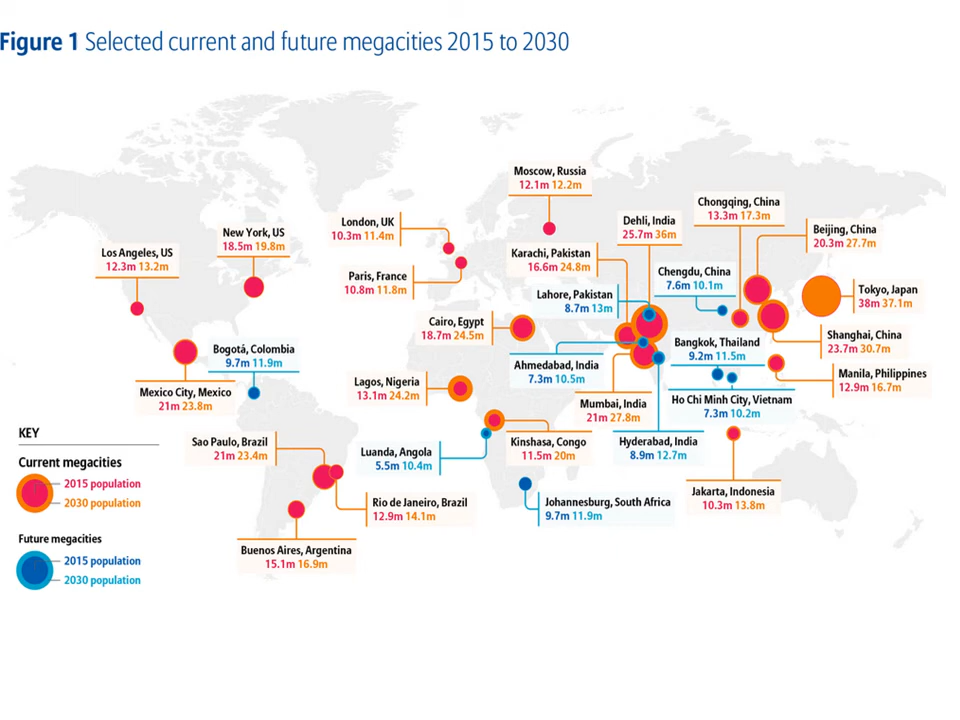 Figure 1 Selected current and future megacities 2015 to 2030
Moscow, Russia
12.1m 12.2m
Chongqing, China
13.3m 17.3m
London, UK
10.3m 11.4m
New York, US
18.5m 19.8m
Dehli, India
25.7m 36m
Beijing, China
20.3m 27.7m
Los Angeles, US
12.3m 13.2m
Karachi, Pakistan
16.6m 24.8m
Paris, France
10.8m 11.8m
Chengdu, China
7.6m 10.1m
Lahore, Pakistan
8.7m 13m
Tokyo, Japan
38m 37.1m
Cairo, Egypt
18.7m 24.5m
Shanghai, China
23.7m 30.7m
Bogotá, Colombia
9.7m 11.9m
Bangkok, Thailand
9.2m 11.5m
Ahmedabad, India
7.3m 10.5m
Manila, Philippines
12.9m 16.7m
Mexico City, Mexico
21m 23.8m
Lagos, Nigeria
13.1m 24.2m
Mumbai, India
21m 27.8m
Ho Chi Minh City, Vietnam
7.3m 10.2m
KEY
Current megacities
2015 population
2030 population
Future megacities
2015 population
2030 population
Sao Paulo, Brazil
21m 23.4m
Luanda, Angola
5.5m 10.4m
Kinshasa, Congo
11.5m 20m
Hyderabad, India
8.9m 12.7m
Jakarta, Indonesia
10.3m 13.8m
Rio de Janeiro, Brazil
12.9m 14.1m
Johannesburg, South Africa
9.7m 11.9m
Buenos Aires, Argentina
15.1m 16.9m